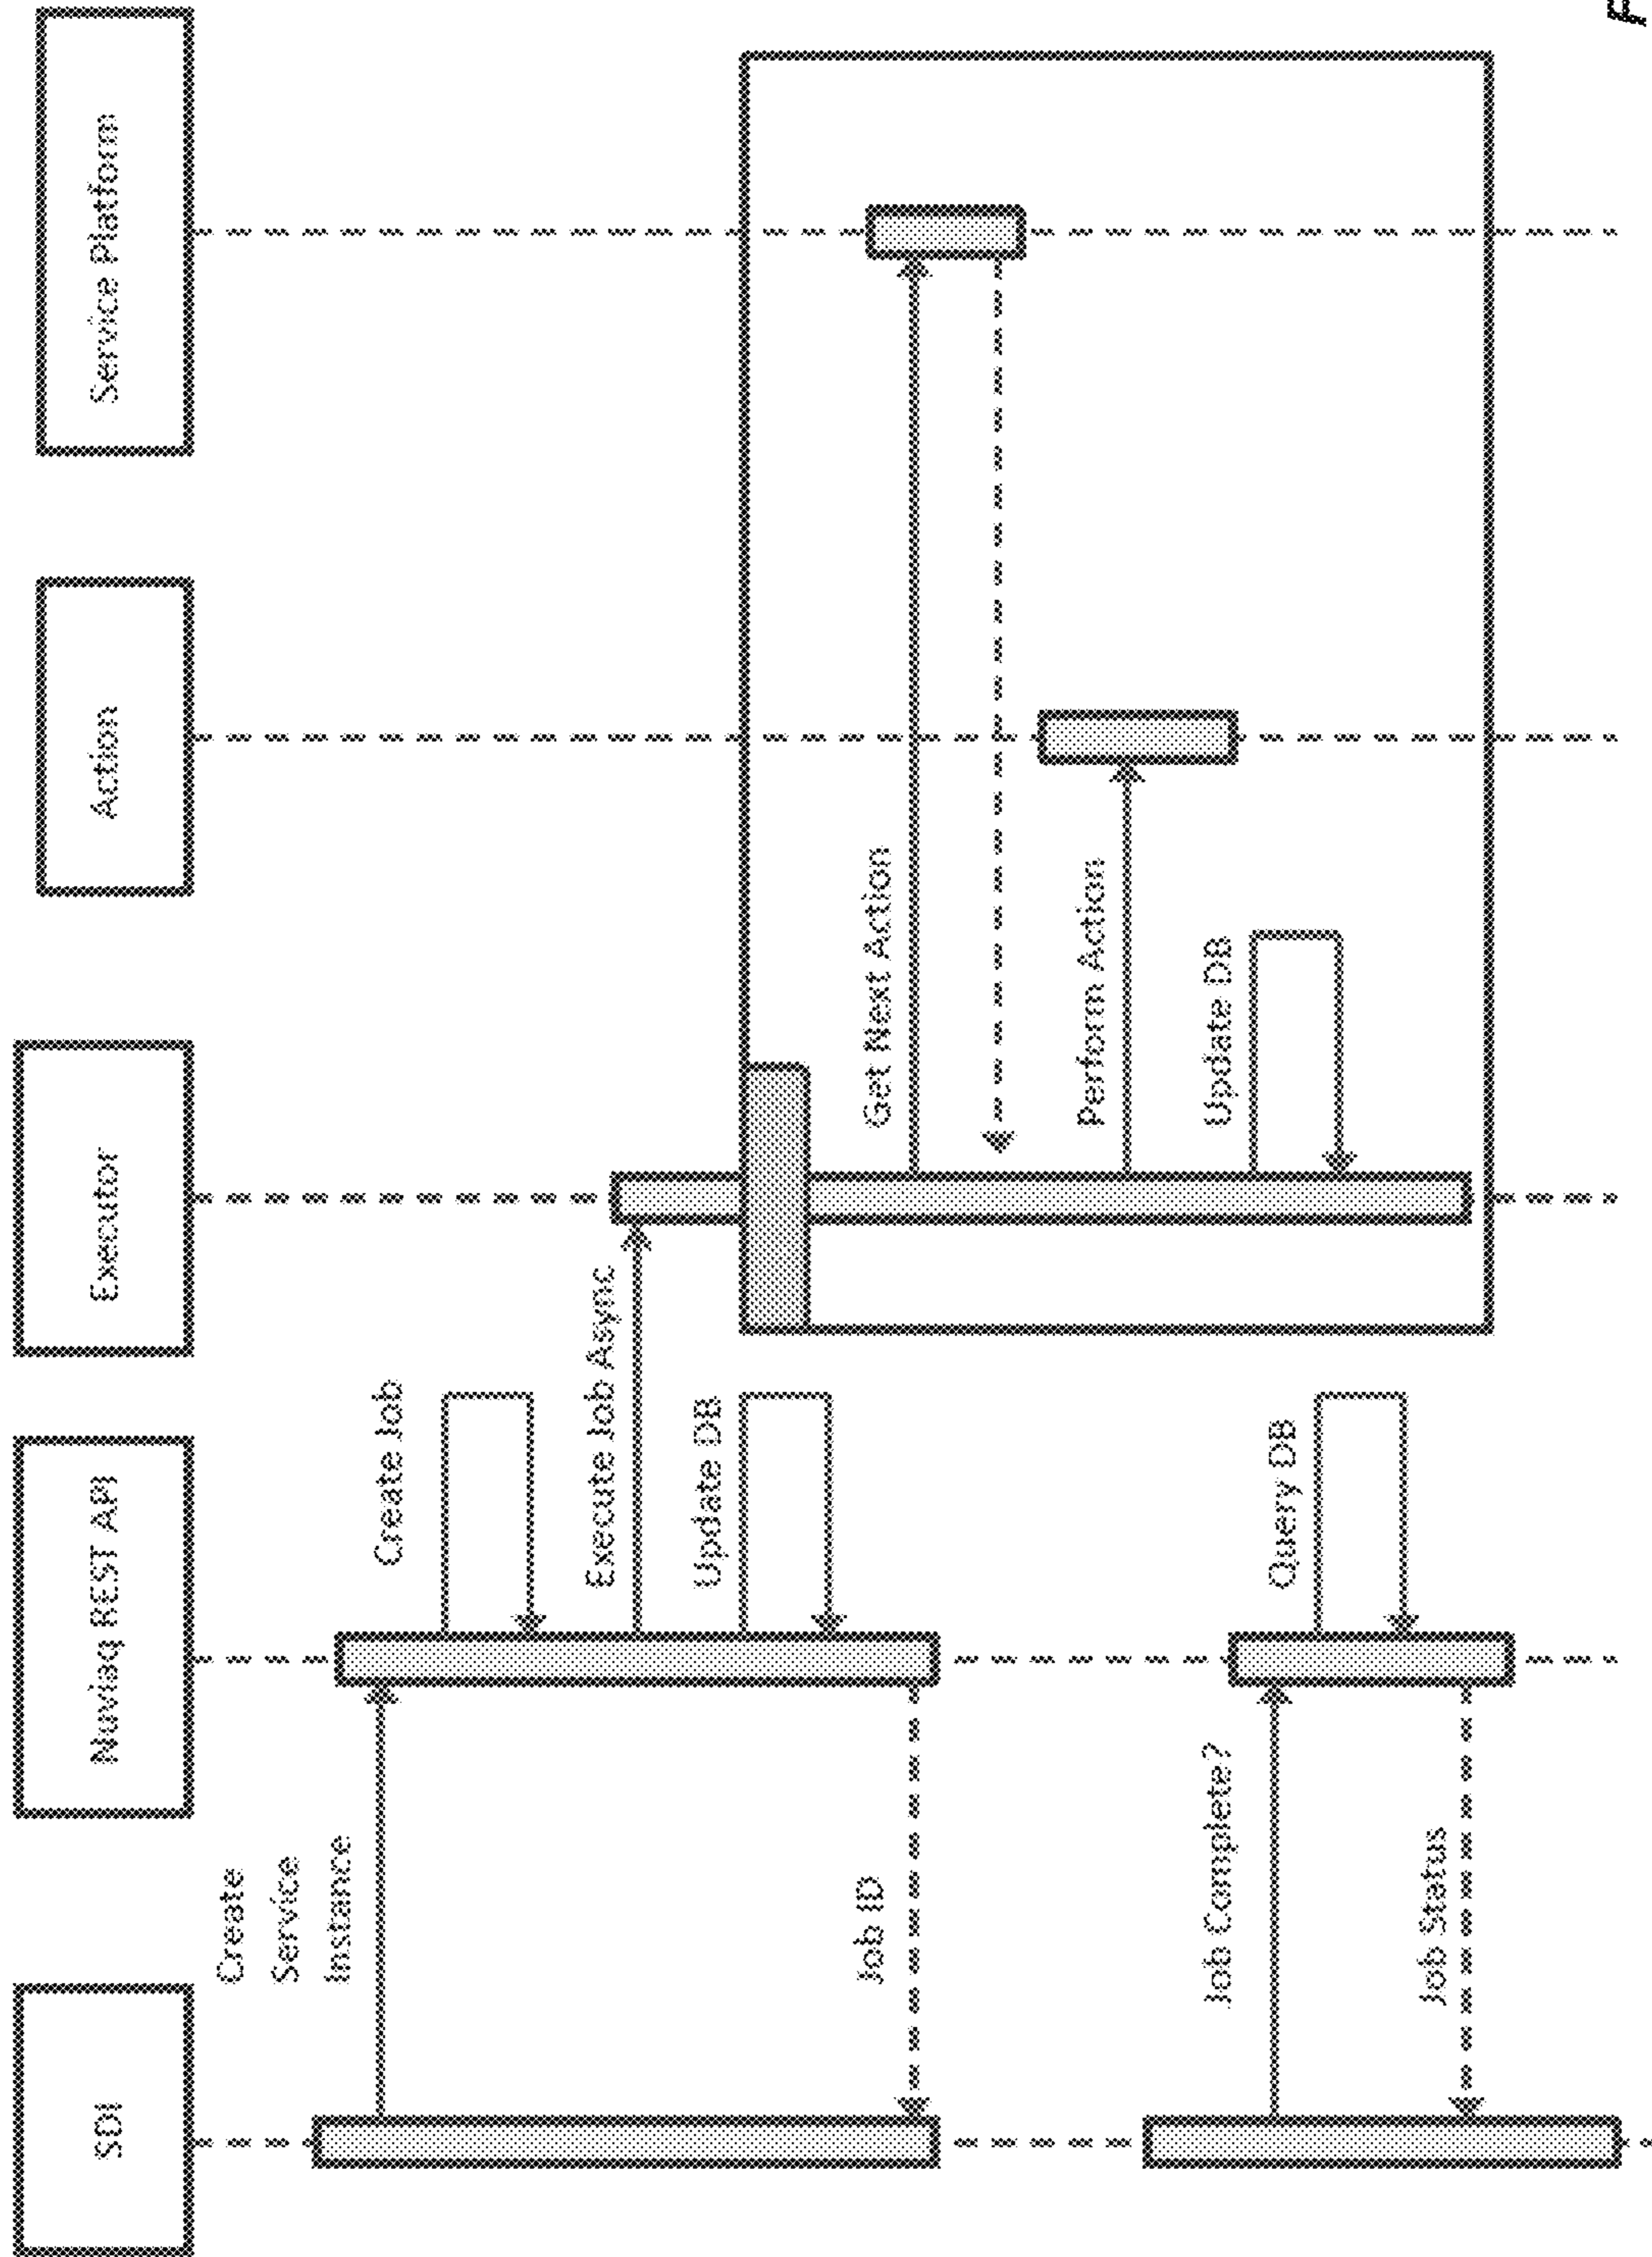 SDI
Nuviaq REST API
Executor
Action
Service Platform
Create
Service
Instance
Create Job
Execute Job Async
Update DB
Get Next Action
Job ID
Perform Action
Update DB
Job Complete?
Query DB
Job Status
F